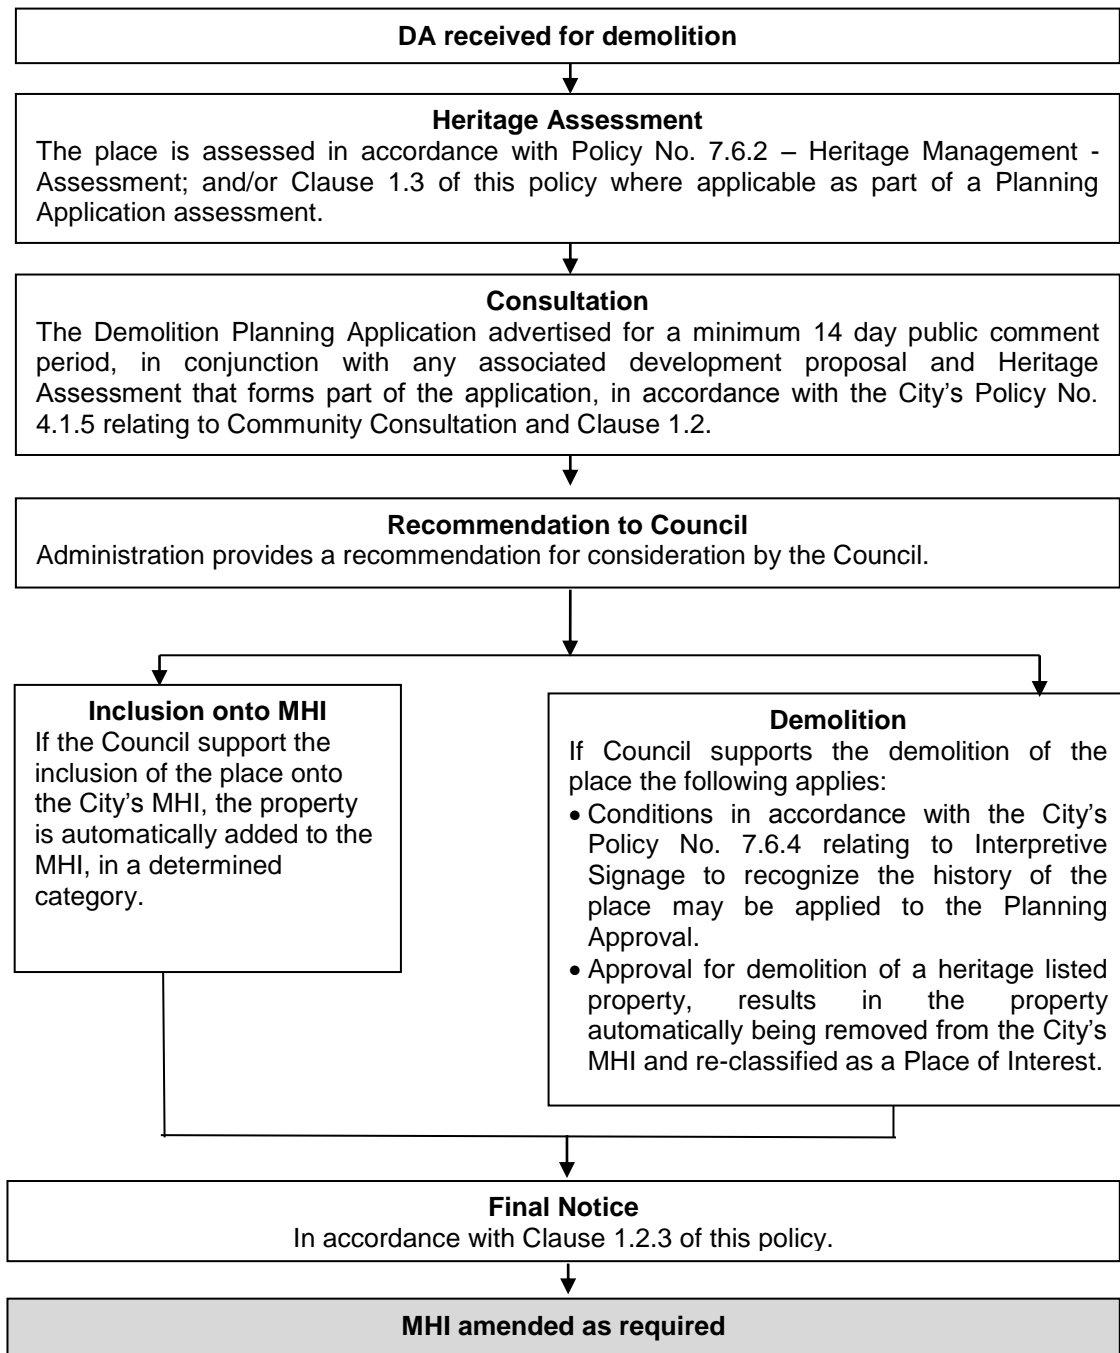 DA received for demolition
Heritage Assessment
The place is assessed in accordance with Policy No. 7.6.2 – Heritage Management -
Assessment; and/or Clause 1.3 of this policy where applicable as part of a Planning
Application assessment.
Consultation
The Demolition Planning Application advertised for a minimum 14 day public comment
period, in conjunction with any associated development proposal and Heritage
Assessment that forms part of the application, in accordance with the City's Policy No.
4.1.5 relating to Community Consultation and Clause 1.2.
Recommendation to Council
Administration provides a recommendation for consideration by the Council.
Inclusion onto MHI
If the Council support the
inclusion of the place onto
the City's MHI, the property
is automatically added to the
MHI, in a determined
category.
Demolition
If Council supports the demolition of the
place the following applies:
• Conditions in accordance with the City's
Policy No. 7.6.4 relating to Interpretive
Signage to recognize the history of the
place may be applied to the Planning
Approval.
• Approval for demolition of a heritage listed
property, results in the property
automatically being removed from the City's
MHI and re-classified as a Place of Interest.
Final Notice
In accordance with Clause 1.2.3 of this policy.
MHI amended as required